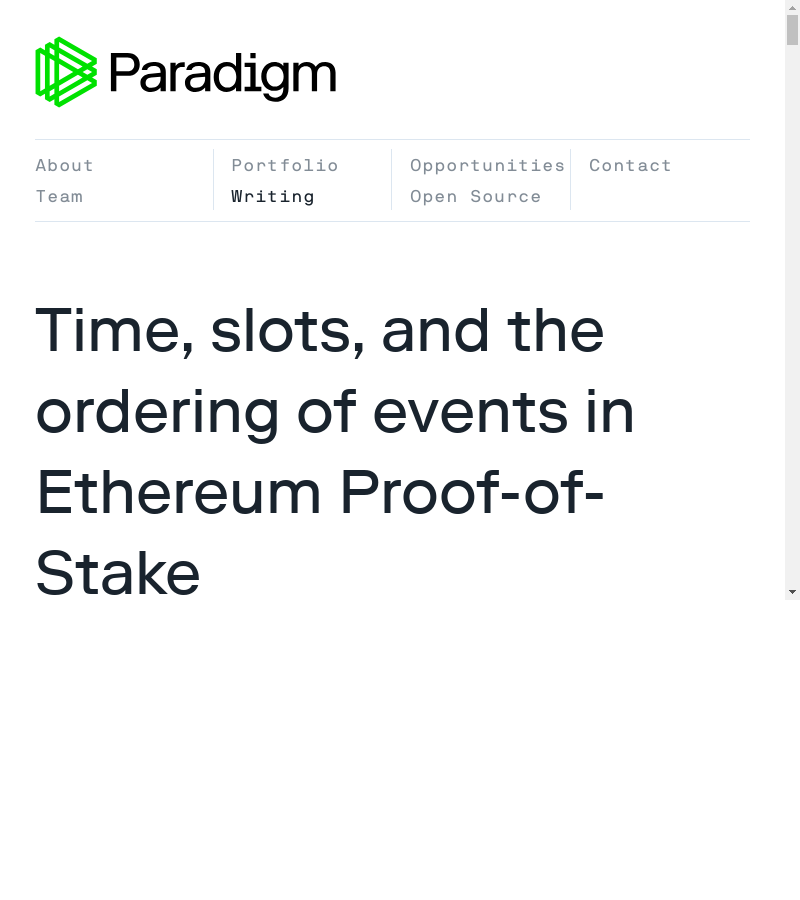 Paradigm
About
Team
Portfolio
Writing
Opportunities
Open Source
Contact
Time, slots, and the
ordering of events in
Ethereum Proof-of-
Stake